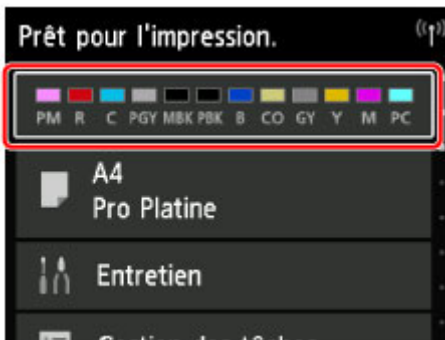 Prêt pour l'impression.
PM R C PGY MBK PBK B CO GY Y M PC
A4
Pro Platine
Entretien